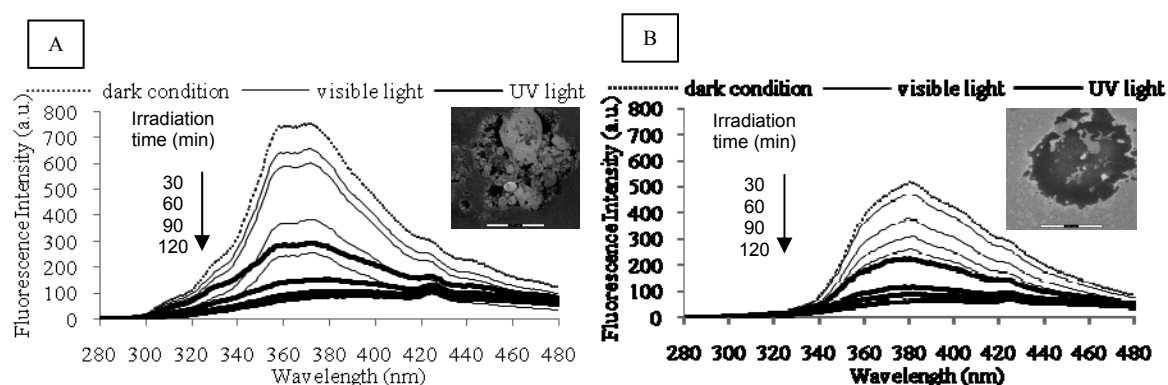 A
dark condition visible light UV light
Fluorescence Intensity (a.u.)
800
700
600
500
400
300
200
100
0
Irradiation
time (min)
30
60
90
120
280 300 320 340 360 380 400 420 440 460 480
Wavelength (nm)
B
dark condition visible light UV light
Fluorescence Intensity (a.u.)
800
700
600
500
400
300
200
100
0
Irradiation
time (min)
30
60
90
120
280 300 320 340 360 380 400 420 440 460 480
Wavelength (nm)